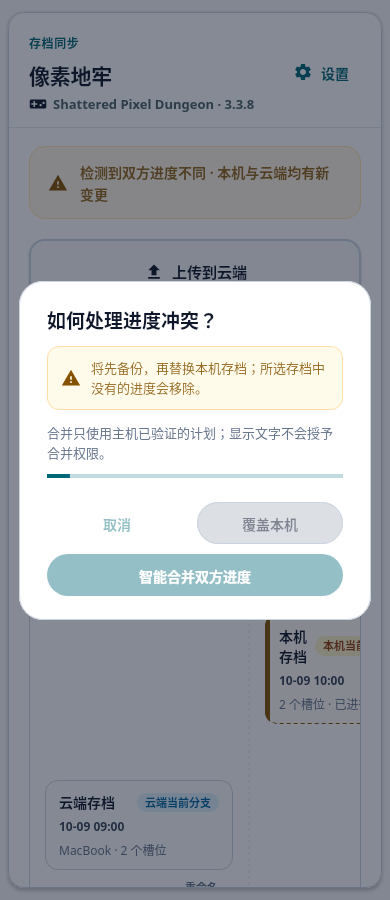 存档同步
像素地牢
设置
Shattered Pixel Dungeon · 3.3.8
检测到双方进度不同 · 本机与云端均有新
变更
上传到云端
如何处理进度冲突？
将先备份，再替换本机存档；所选存档中
没有的进度会移除。
合并只使用主机已验证的计划；显示文字不会授予
合并权限。
取消
覆盖本机
智能合并双方进度
本机
存档
本机当前
10-09 10:00
2 个槽位 · 已进
云端存档
云端当前分支
10-09 09:00
MacBook · 2 个槽位